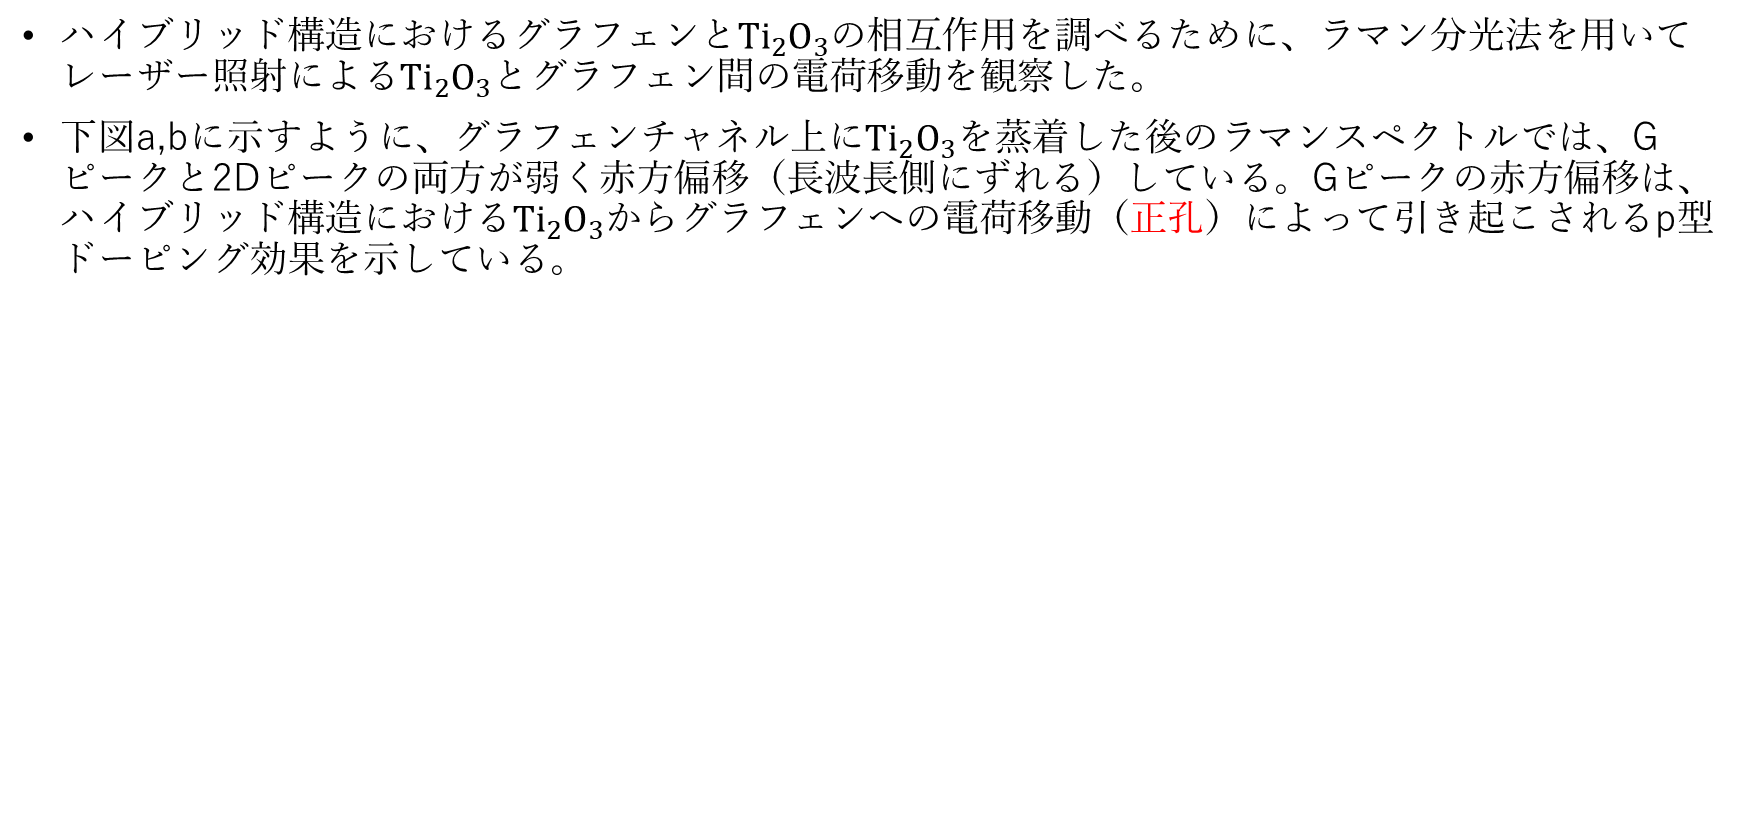 • ハイブリッド構造におけるグラフェンとTi₂O₃の相互作用を調べるために、ラマン分光法を用いて
レーザー照射によるTi₂O₃とグラフェン間の電荷移動を観察した。
• 下図a,bに示すように、グラフェンチャネル上にTi₂O₃を蒸着した後のラマンスペクトルでは、G
ピークと2Dピークの両方が弱く赤方偏移（長波長側にずれる）している。Gピークの赤方偏移は、
ハイブリッド構造におけるTi₂O₃からグラフェンへの電荷移動（正孔）によって引き起こされるp型
ドーピング効果を示している。